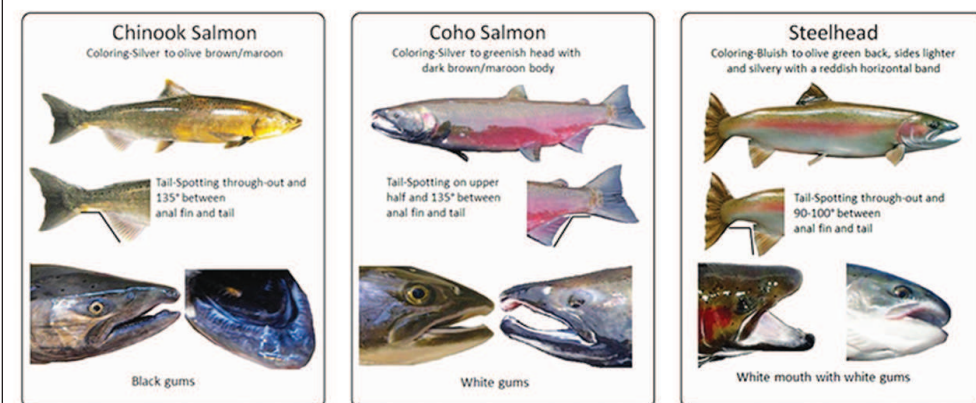 Chinook Salmon
Coloring-Silver to olive brown/maroon
Tail-Spotting through-out and
135° between
anal fin and tail
Black gums
Coho Salmon
Coloring-Silver to greenish head with
dark brown/maroon body
Tail-Spotting on upper
half and 135° between
anal fin and tail
White gums
Steelhead
Coloring-Bluish to olive green back, sides lighter
and silvery with a reddish horizontal band
Tail-Spotting through-out and
90-100° between
anal fin and tail
White mouth with white gums